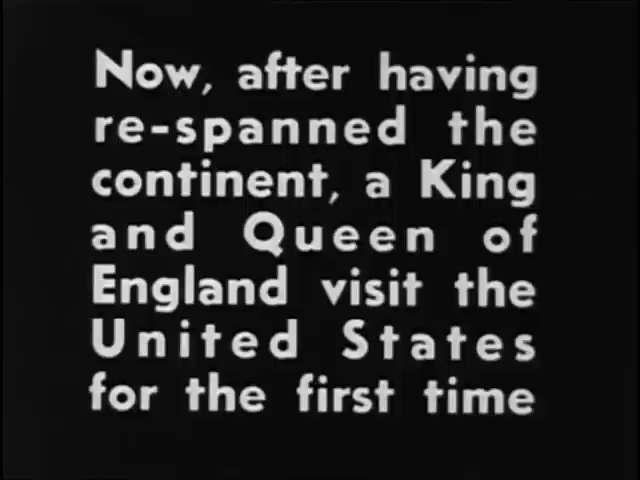 Now, after having
re-spanned the
continent, a King
and Queen of
England visit the
United States
for the first time